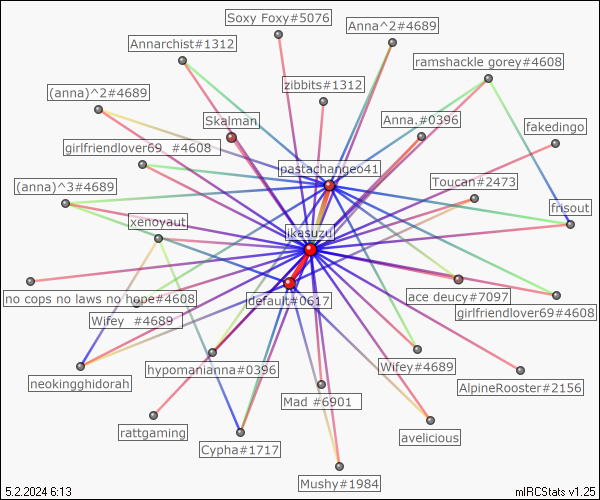 Soxy Foxy#5076
Anna^2#4689
Annarchist#1312
ramshackle gorey#4608
zibbits#1312
(anna)^2#4689
Skalman
Anna.#0396
fakedingo
girlfriendlover69_#4608
pastachangeo41
Toucan#2473
(anna)^3#4689
frisout
xenoyaut
ikasuzu
no cops no laws no hope#4608
default#0617
ace deucy#7097
girlfriendlover69#4608
Wifey_#4689
hypomanianna#0396
Wifey#4689
neokingghidorah
AlpineRooster#2156
Mad_#6901
rattgaming
avelicious
Cypha#1717
Mushy#1984
5.2.2024 6:13
mIRCStats v1.25